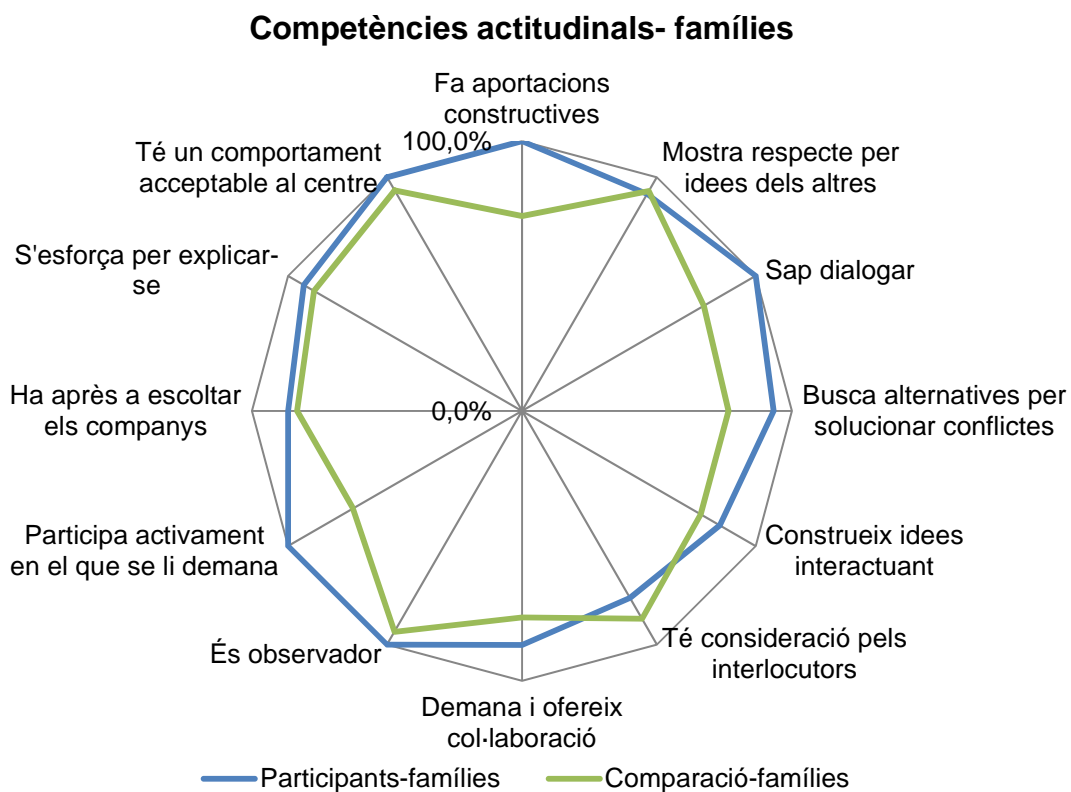 Competències actitudinals- famílies
Fa aportacions
constructives
100,0%
Mostra respecte per
idees dels altres
Sap dialogar
Busca alternatives per
solucionar conflictes
Construeix idees
interactuant
Té consideració pels
interlocutors
Demana i ofereix
col·laboració
És observador
Participa activament
en el que se li demana
Ha après a escoltar
els companys
S'esforça per explicar-
se
Té un comportament
acceptable al centre
0,0%
Participants-famílies
Comparació-famílies